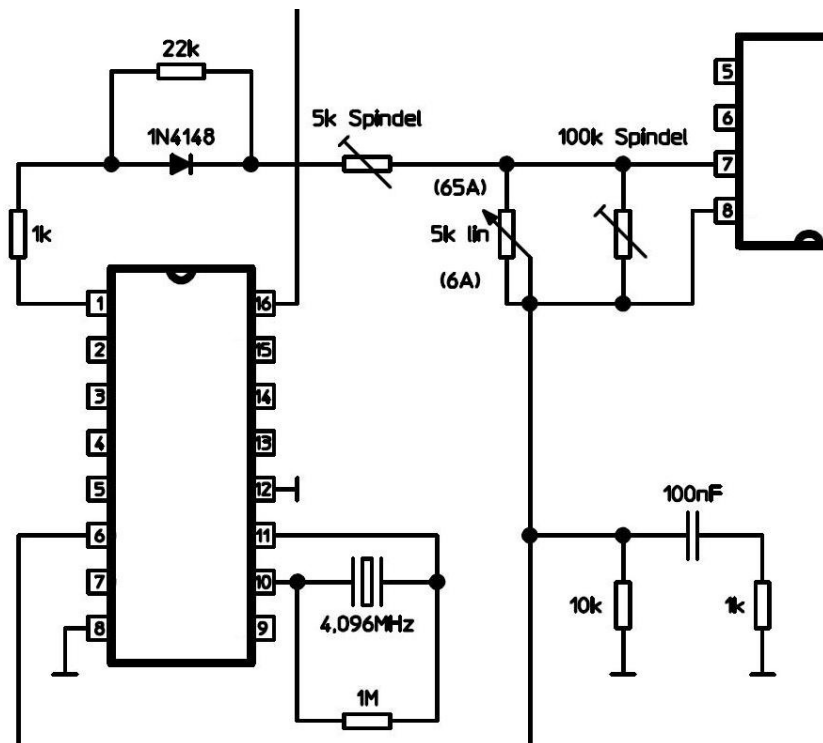 22k
1N4148
5k Spindel
100k Spindel
(65A)
5k lin
(6A)
1k
5
6
7
8
1
2
3
4
5
6
7
8
16
15
14
13
12
11
10
9
4,096MHz
1M
100nF
10k
1k